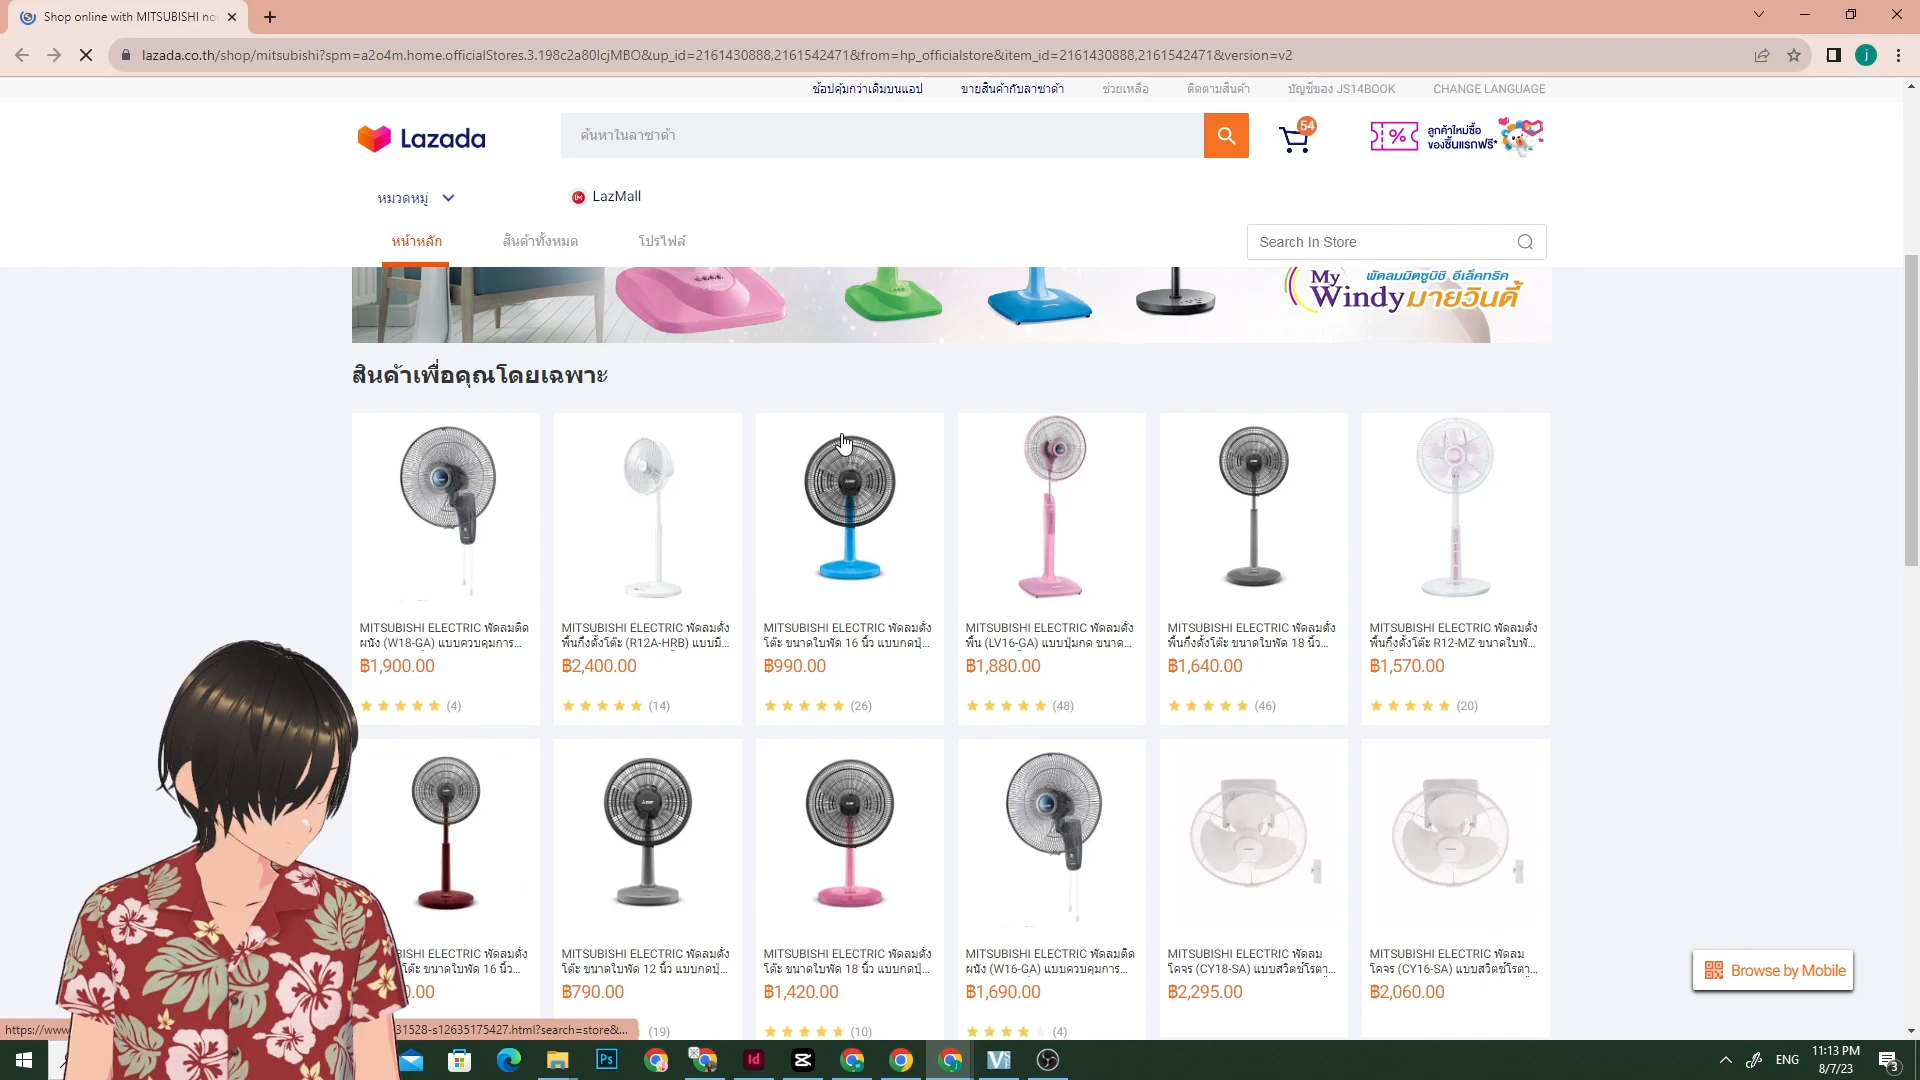 Shop online with MITSUBISHI no
lazada.co.th/shop/mitsubishi?spm=a2o4m.home.officialStores.3.198c2a80lcjMBO&up_id=2161430888,2161542471&from=hp_officialstore&item_id=2161430888,2161542471&version=v2
j
ช้อปคุ้มกว่าเดิมบนแอป
ขายสินค้ากับลาซาด้า
ช่วยเหลือ
ติดตามสินค้า
บัญชีของ JS14BOOK
CHANGE LANGUAGE
Lazada
ค้นหาในลาซาด้า
54
%
ลูกค้าใหม่ซื้อ
ของชิ้นแรกฟรี*
หมวดหมู่
LazMall
หน้าหลัก
สินค้าทั้งหมด
โปรไฟล์
Search In Store
พัดลมมิตซูบิชิ อีเล็คทริค
My Windy มายวินดี้
สินค้าเพื่อคุณโดยเฉพาะ
MITSUBISHI ELECTRIC พัดลมติด
ผนัง (W18-GA) แบบควบคุมการ...
฿1,900.00
(4)
MITSUBISHI ELECTRIC พัดลมตั้ง
พื้นกึ่งตั้งโต๊ะ (R12A-HRB) แบบมี...
฿2,400.00
(14)
MITSUBISHI ELECTRIC พัดลมตั้ง
โต๊ะ ขนาดใบพัด 16 นิ้ว แบบกดปุ่...
฿990.00
(26)
MITSUBISHI ELECTRIC พัดลมตั้ง
พื้น (LV16-GA) แบบปุ่มกด ขนาด...
฿1,880.00
(48)
MITSUBISHI ELECTRIC พัดลมตั้ง
พื้นกึ่งตั้งโต๊ะ ขนาดใบพัด 18 นิ้ว...
฿1,640.00
(46)
MITSUBISHI ELECTRIC พัดลมตั้ง
พื้นกึ่งตั้งโต๊ะ R12-MZ ขนาดใบพั...
฿1,570.00
(20)
BISHI ELECTRIC พัดลมตั้ง
โต๊ะ ขนาดใบพัด 16 นิ้ว...
0.00
(19)
MITSUBISHI ELECTRIC พัดลมตั้ง
โต๊ะ ขนาดใบพัด 12 นิ้ว แบบกดปุ่...
฿790.00
MITSUBISHI ELECTRIC พัดลมตั้ง
โต๊ะ ขนาดใบพัด 18 นิ้ว แบบกดปุ่...
฿1,420.00
(10)
MITSUBISHI ELECTRIC พัดลมติด
ผนัง (W16-GA) แบบควบคุมการ...
฿1,690.00
(4)
MITSUBISHI ELECTRIC พัดลม
โคจร (CY18-SA) แบบสวิตช์โรตา...
฿2,295.00
MITSUBISHI ELECTRIC พัดลม
โคจร (CY16-SA) แบบสวิตช์โรตา...
฿2,060.00
Browse by Mobile
https://www
31528-s12635175427.html?search=store&...
Ps
Id
ENG
11:13 PM
8/7/23
3